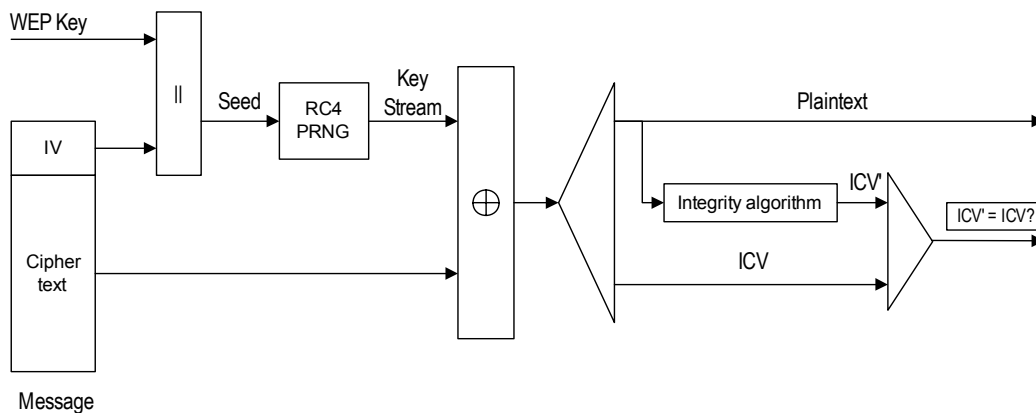 WEP Key
||
Seed
RC4
PRNG
Key
Stream
IV
Cipher
text
Message
Plaintext
Integrity algorithm
ICV'
ICV
ICV' = ICV?